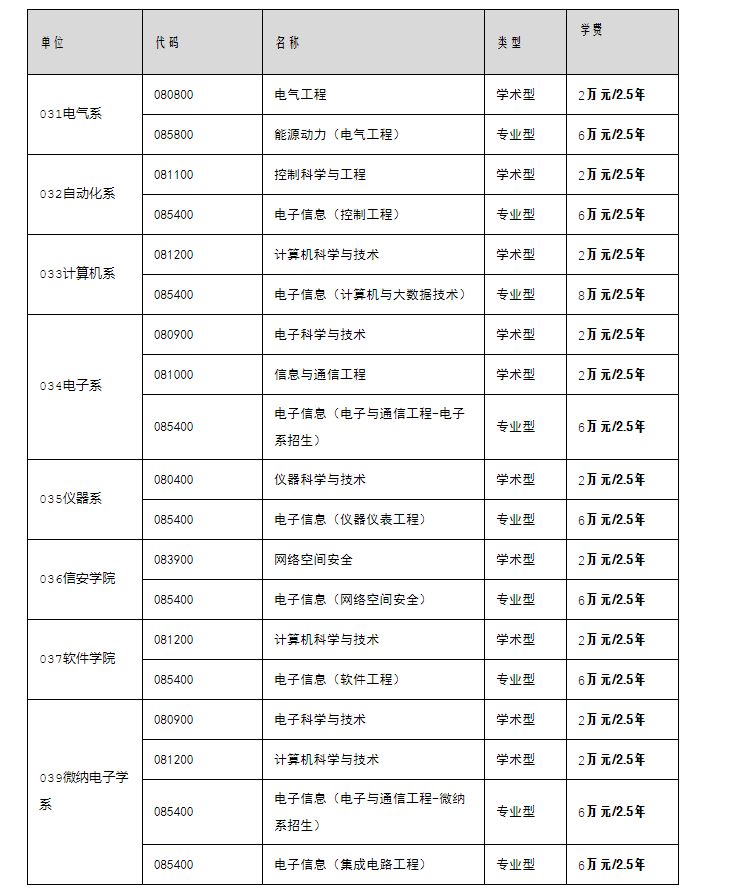 单位 代码 名称 类型 学费
031电气系 080800 电气工程 学术型 2万元/2.5年
085800 能源动力（电气工程） 专业型 6万元/2.5年
032自动化系 081100 控制科学与工程 学术型 2万元/2.5年
085400 电子信息（控制工程） 专业型 6万元/2.5年
033计算机系 081200 计算机科学与技术 学术型 2万元/2.5年
085400 电子信息（计算机与大数据技术） 专业型 8万元/2.5年
034电子系 080900 电子科学与技术 学术型 2万元/2.5年
081000 信息与通信工程 学术型 2万元/2.5年
085400 电子信息（电子与通信工程-电子
系招生） 专业型 6万元/2.5年
035仪器系 080400 仪器科学与技术 学术型 2万元/2.5年
085400 电子信息（仪器仪表工程） 专业型 6万元/2.5年
036信安学院 083900 网络空间安全 学术型 2万元/2.5年
085400 电子信息（网络空间安全） 专业型 6万元/2.5年
037软件学院 081200 计算机科学与技术 学术型 2万元/2.5年
085400 电子信息（软件工程） 专业型 6万元/2.5年
039微纳电子学
系 080900 电子科学与技术 学术型 2万元/2.5年
081200 计算机科学与技术 学术型 2万元/2.5年
085400 电子信息（电子与通信工程-微纳
系招生） 专业型 6万元/2.5年
085400 电子信息（集成电路工程） 专业型 6万元/2.5年